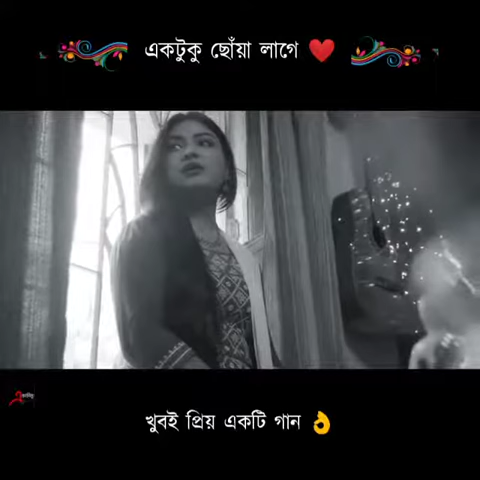 একটুকু ছোঁয়া লাগে ❤️
খুবই প্রিয় একটি গান 👌